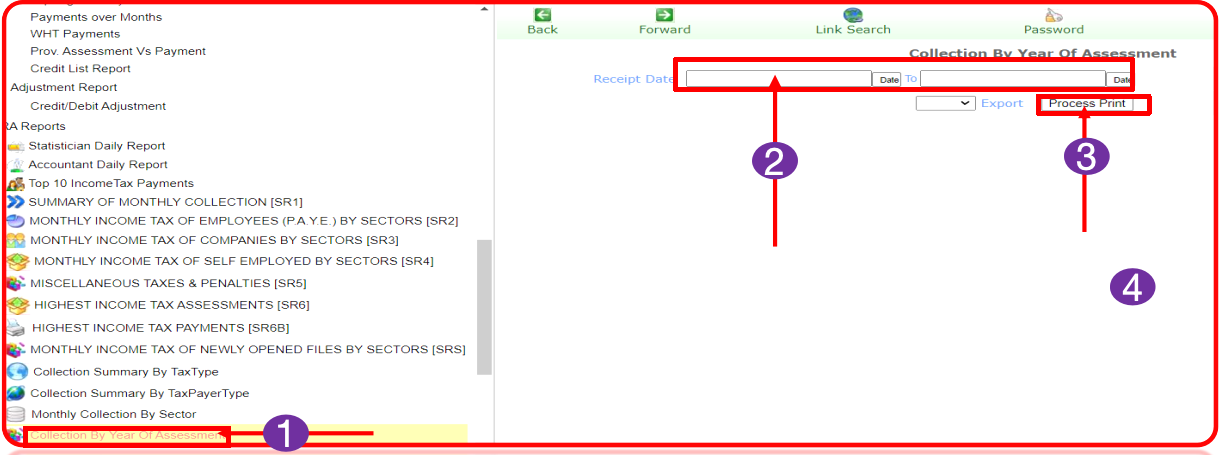 Payments over Months
WHT Payments
Prov. Assessment Vs Payment
Credit List Report
Adjustment Report
Credit/Debit Adjustment
RA Reports
Statistician Daily Report
Accountant Daily Report
Top 10 IncomeTax Payments
SUMMARY OF MONTHLY COLLECTION [SR1]
MONTHLY INCOME TAX OF EMPLOYEES (P.A.Y.E.) BY SECTORS [SR2]
MONTHLY INCOME TAX OF COMPANIES BY SECTORS [SR3]
MONTHLY INCOME TAX OF SELF EMPLOYED BY SECTORS [SR4]
MISCELLANEOUS TAXES & PENALTIES [SR5]
HIGHEST INCOME TAX ASSESSMENTS [SR6]
HIGHEST INCOME TAX PAYMENTS [SR6B]
MONTHLY INCOME TAX OF NEWLY OPENED FILES BY SECTORS [SRS]
Collection Summary By TaxType
Collection Summary By TaxPayerType
Monthly Collection By Sector
Collection By Year Of Assessment
1
Back Forward Link Search Password
Collection By Year Of Assessment
Receipt Date Date To Date
Export Process Print
2
3
4